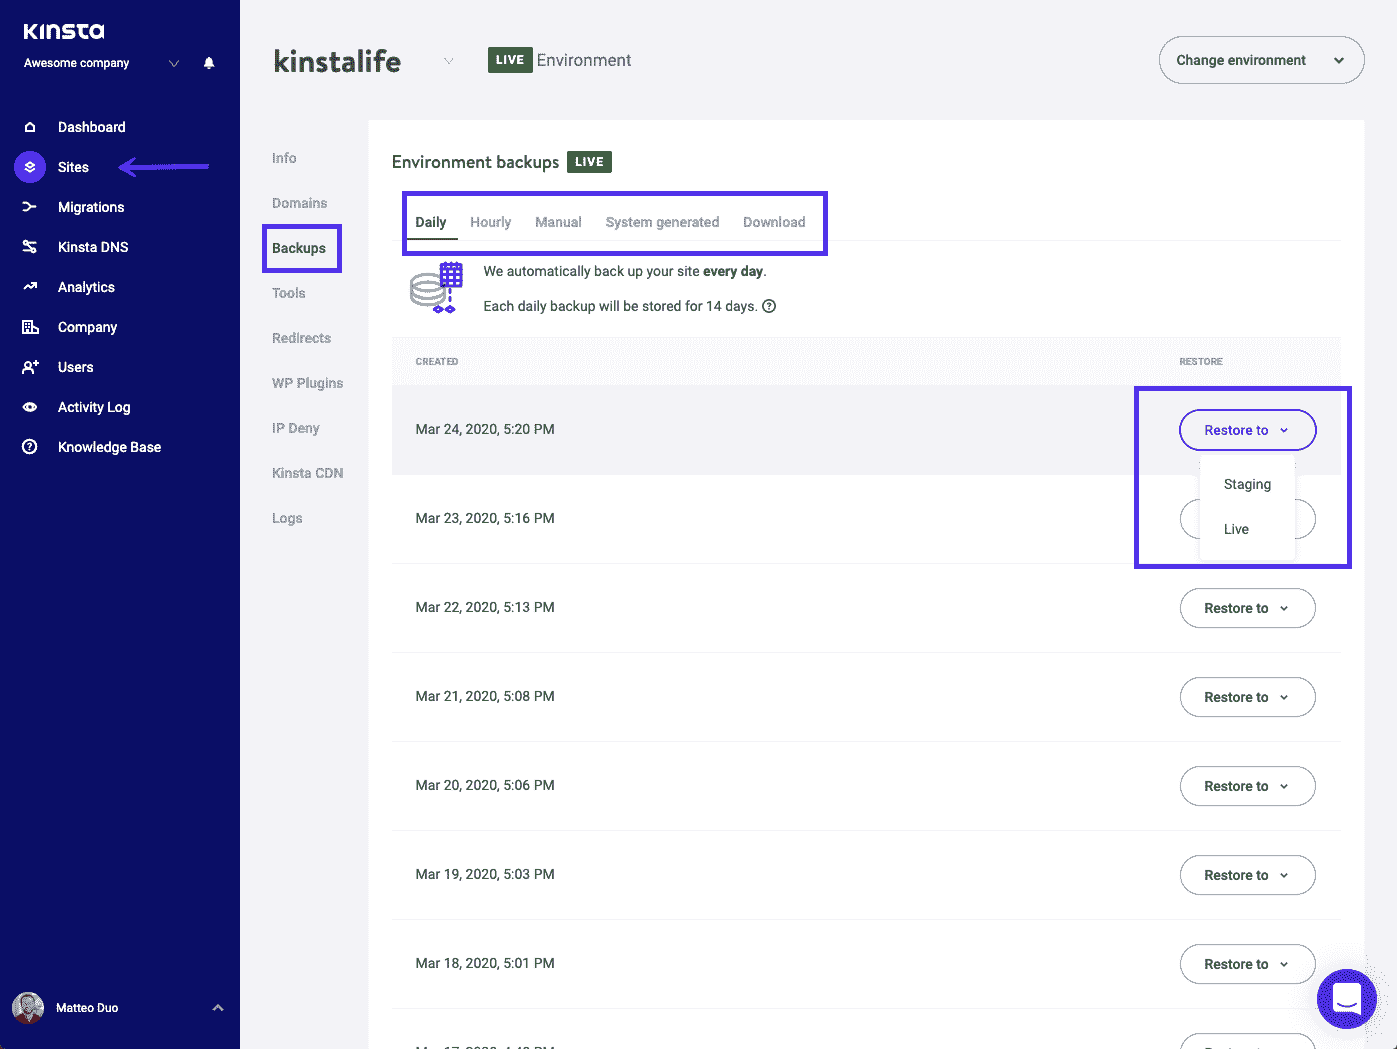 KINSTA
Awesome company
Dashboard
Sites
Migrations
Kinsta DNS
Analytics
Company
Users
Activity Log
Knowledge Base
Matteo Duo
kinstalife
LIVE Environment
Change environment
Info
Domains
Backups
Tools
Redirects
WP Plugins
IP Deny
Kinsta CDN
Logs
Environment backups LIVE
Daily Hourly Manual System generated Download
We automatically back up your site every day.
Each daily backup will be stored for 14 days. ?
CREATED RESTORE
Mar 24, 2020, 5:20 PM Restore to
Staging
Mar 23, 2020, 5:16 PM
Live
Mar 22, 2020, 5:13 PM Restore to
Mar 21, 2020, 5:08 PM Restore to
Mar 20, 2020, 5:06 PM Restore to
Mar 19, 2020, 5:03 PM Restore to
Mar 18, 2020, 5:01 PM Restore to